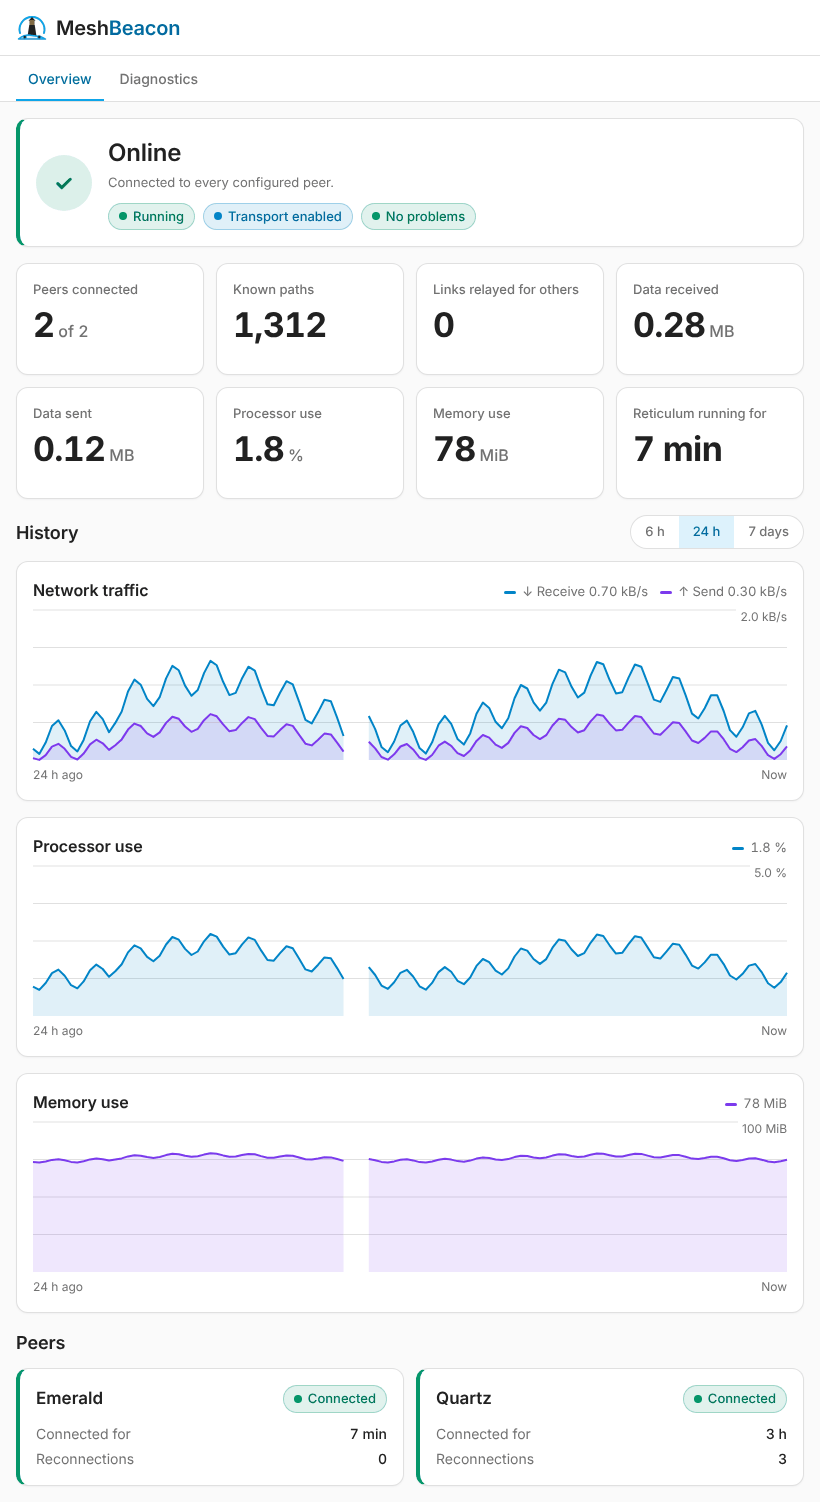 MeshBeacon
Overview Diagnostics
Online
Connected to every configured peer.
Running Transport enabled No problems
Peers connected Known paths Links relayed for others Data received
2 of 2 1,312 0 0.28 MB
Data sent Processor use Memory use Reticulum running for
0.12 MB 1.8 % 78 MiB 7 min
History 6 h 24 h 7 days
Network traffic ↓ Receive 0.70 kB/s ↑ Send 0.30 kB/s
2.0 kB/s
24 h ago Now
Processor use 1.8 %
5.0 %
24 h ago Now
Memory use 78 MiB
100 MiB
24 h ago Now
Peers
Emerald Connected Quartz Connected
Connected for 7 min Connected for 3 h
Reconnections 0 Reconnections 3